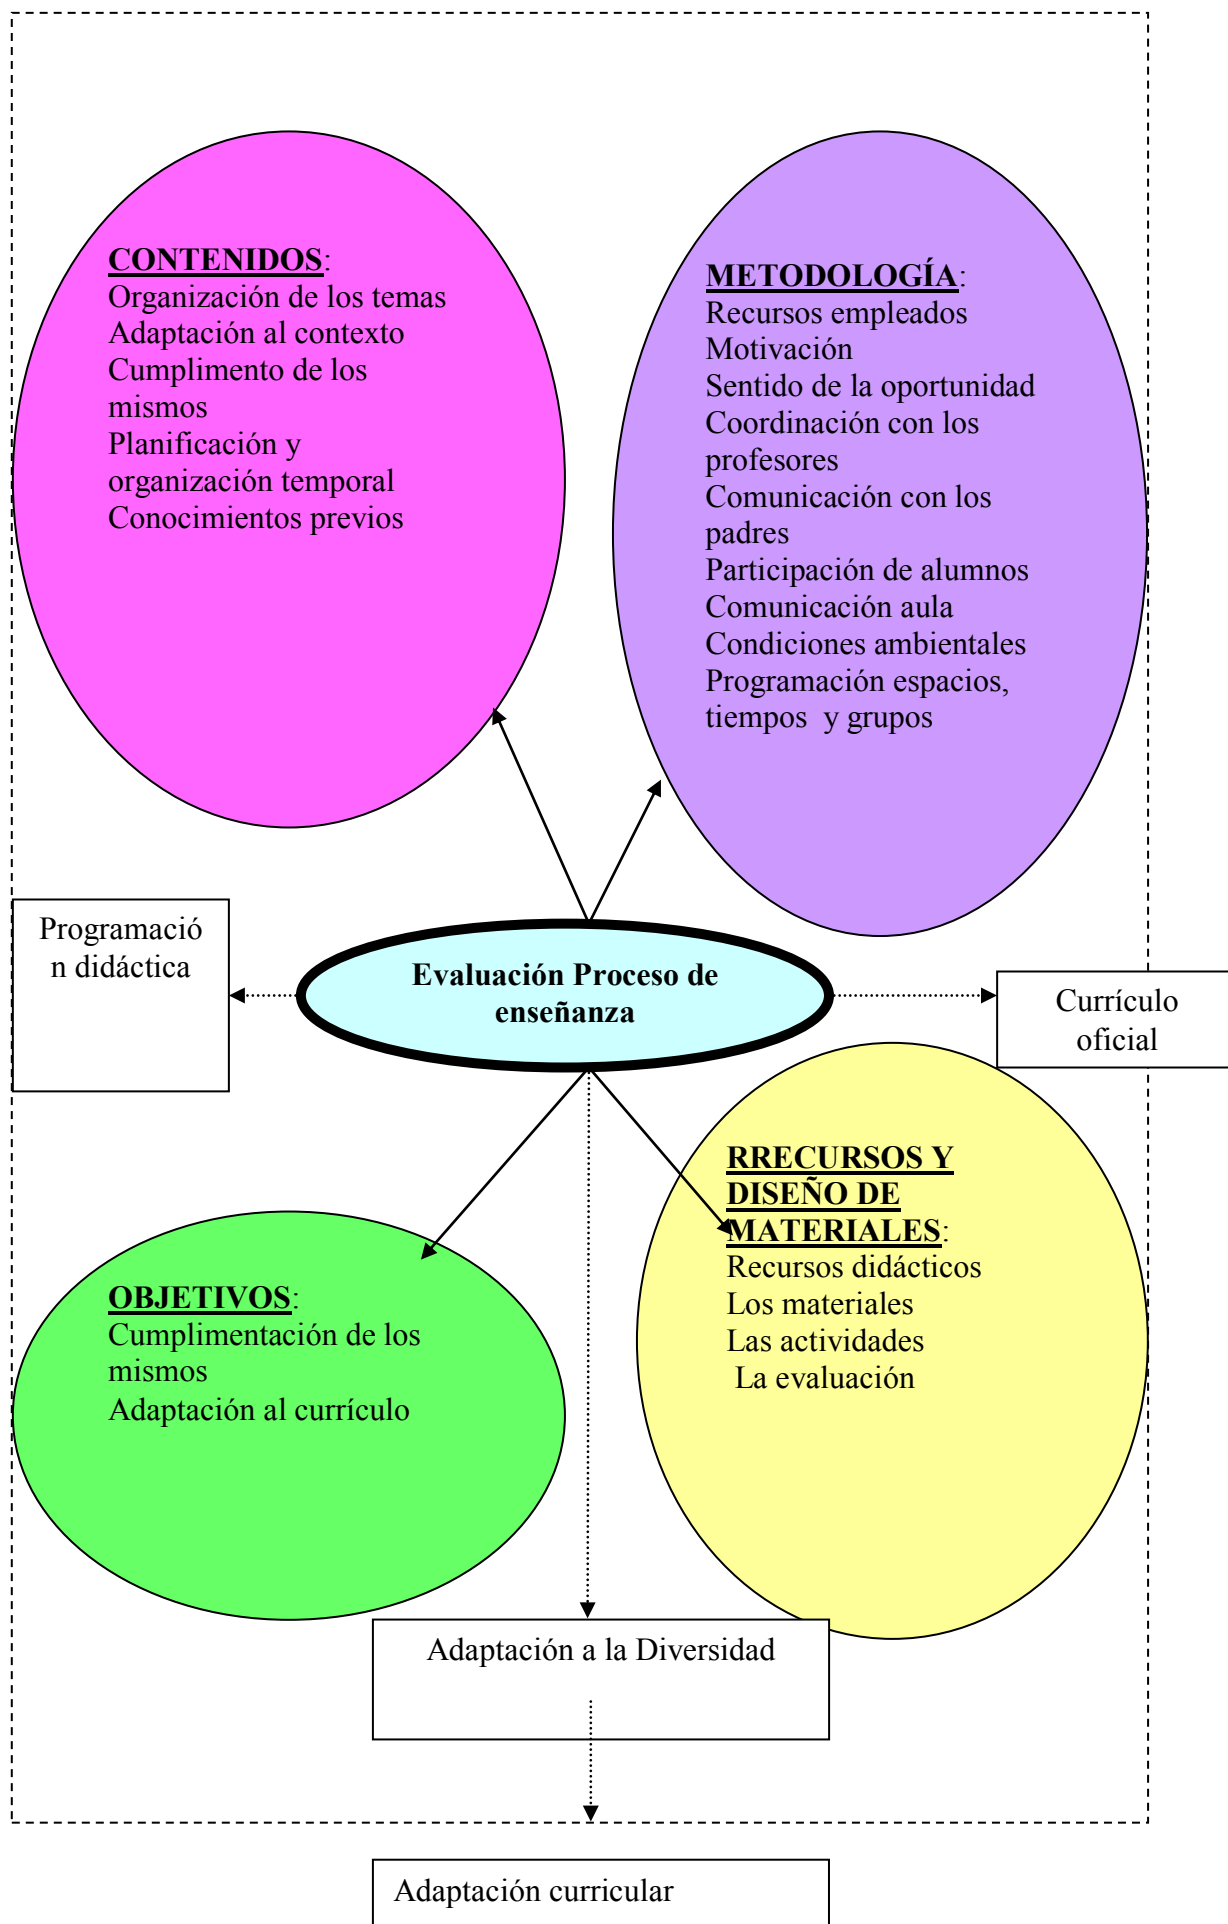 CONTENIDOS:
Organización de los temas
Adaptación al contexto
Cumplimento de los
mismos
Planificación y
organización temporal
Conocimientos previos
METODOLOGÍA:
Recursos empleados
Motivación
Sentido de la oportunidad
Coordinación con los
profesores
Comunicación con los
padres
Participación de alumnos
Comunicación aula
Condiciones ambientales
Programación espacios,
tiempos  y grupos
Programació
n didáctica
Evaluación Proceso de
enseñanza
Currículo
oficial
OBJETIVOS:
Cumplimentación de los
mismos
Adaptación al currículo
RRECURSOS Y
DISEÑO DE
MATERIALES:
Recursos didácticos
Los materiales
Las actividades
La evaluación
Adaptación a la Diversidad
Adaptación curricular